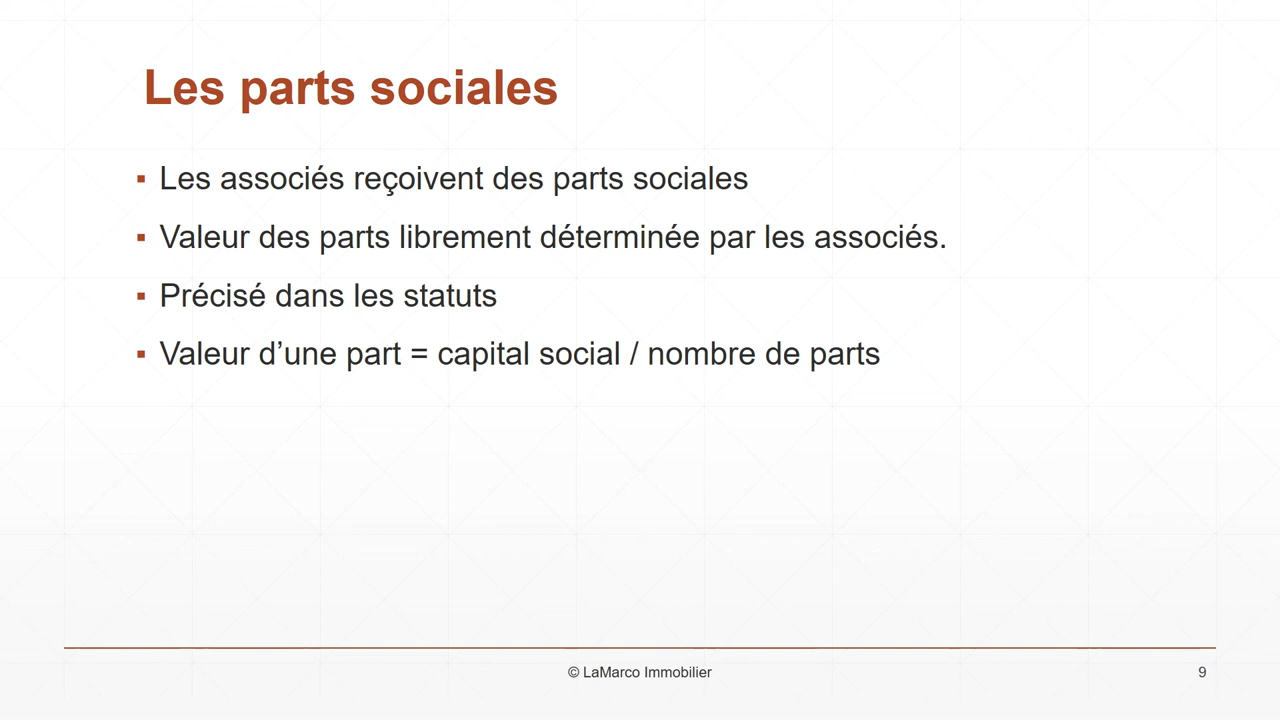 Les parts sociales
▪ Les associés reçoivent des parts sociales
▪ Valeur des parts librement déterminée par les associés.
▪ Précisé dans les statuts
▪ Valeur d’une part = capital social / nombre de parts
© LaMarco Immobilier
9